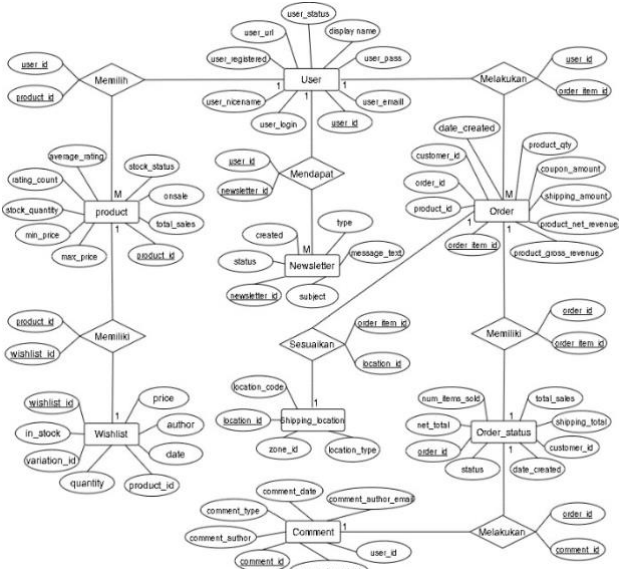 user_status
user_url
display name
user_registered
user_pass
User
user_nicename
user_email
user_login
user_id
1
1
1
user_id
product_id
Memilih
Melakukan
user_id
order_item_id
1
average_rating
stock_status
rating_count
onsale
M
stock_quantity
product
total_sales
min_price
1
max_price
product_id
user_id
newsletter_id
Mendapat
created
type
M
status
message_text
Newsletter
newsletter_id
subject
date_created
product_qty
customer_id
coupon_amount
order_id
M
shipping_amount
product_id
Order
product_net_revenue
1
order_item_id
product_gross_revenue
product_id
wishlist_id
Memiliki
Sesuaikan
order_item_id
location_id
Memiliki
order_id
order_item_id
wishlist_id
price
1
author
in_stock
Wishlist
variation_id
date
quantity
product_id
location_code
1
location_id
Shipping_location
zone_id
location_type
num_items_sold
total_sales
1
net_total
shipping_total
Order_status
order_id
customer_id
1
status
date_created
comment_date
comment_type
comment_author_email
comment_author
Comment
1
user_id
comment_id
Melakukan
order_id
comment_id